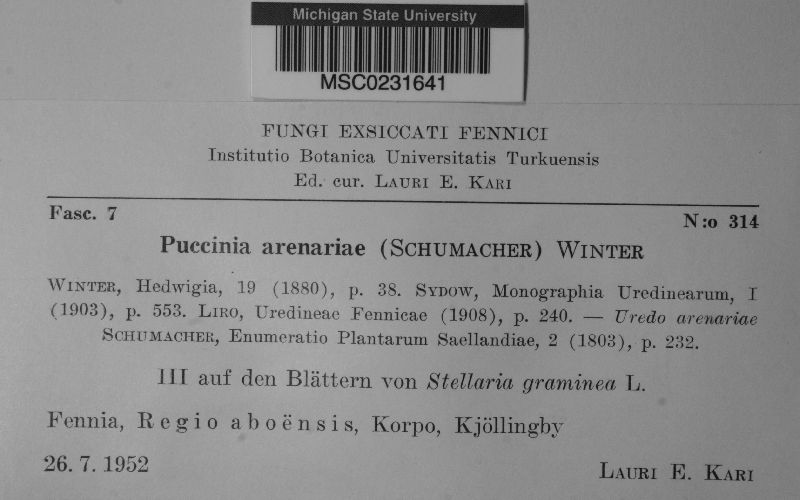 Michigan State University
MSC0231641
FUNGI EXSICCATI FENNICI
Institutio Botanica Universitatis Turkuensis
Ed. cur. LAURI E. KARI
Fasc. 7 N:o 314
Puccinia arenariae (SCHUMACHER) WINTER
WINTER, Hedwigia, 19 (1880), p. 38. SYDOW, Monographia Uredinearum, I
(1903), p. 553. LIRO, Uredineae Fennicae (1908), p. 240. — Uredo arenariae
SCHUMACHER, Enumeratio Plantarum Saellandiae, 2 (1803), p. 232.
III auf den Blättern von Stellaria graminea L.
Fennia, Regio aboënsis, Korpo, Kjöllingby
26. 7. 1952 LAURI E. KARI